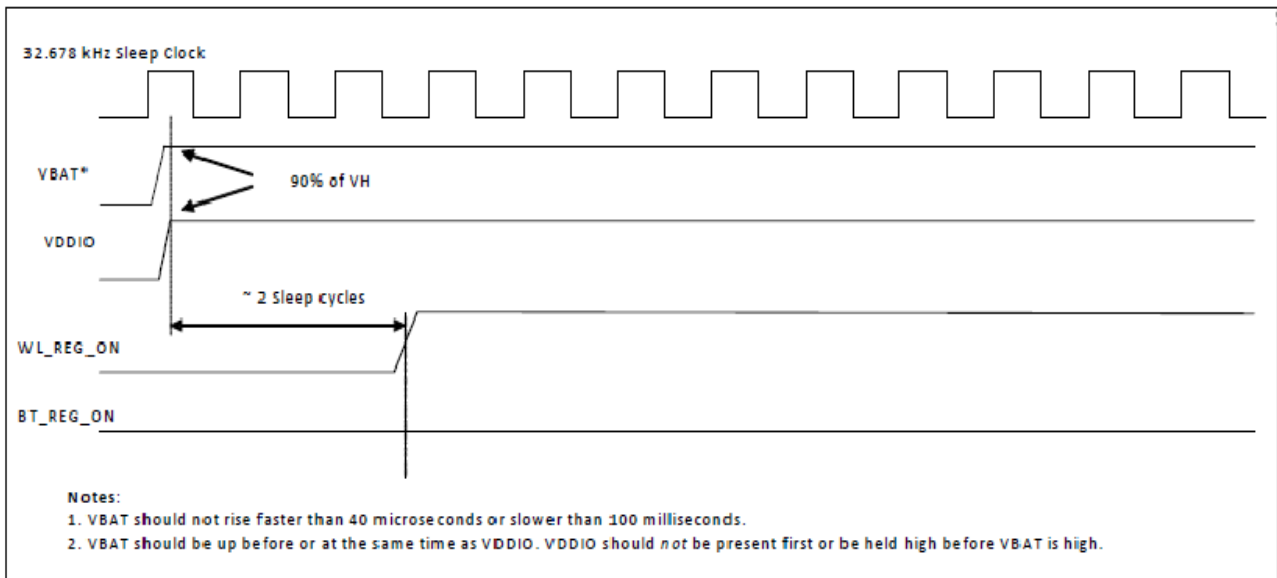 32.678 kHz Sleep Clock
VBAT*
90% of VH
VDDIO
~ 2 Sleep cycles
WL_REG_ON
BT_REG_ON
Notes:
1. VBAT should not rise faster than 40 microseconds or slower than 100 milliseconds.
2. VBAT should be up before or at the same time as VDDIO. VDDIO should not be present first or be held high before VBAT is high.